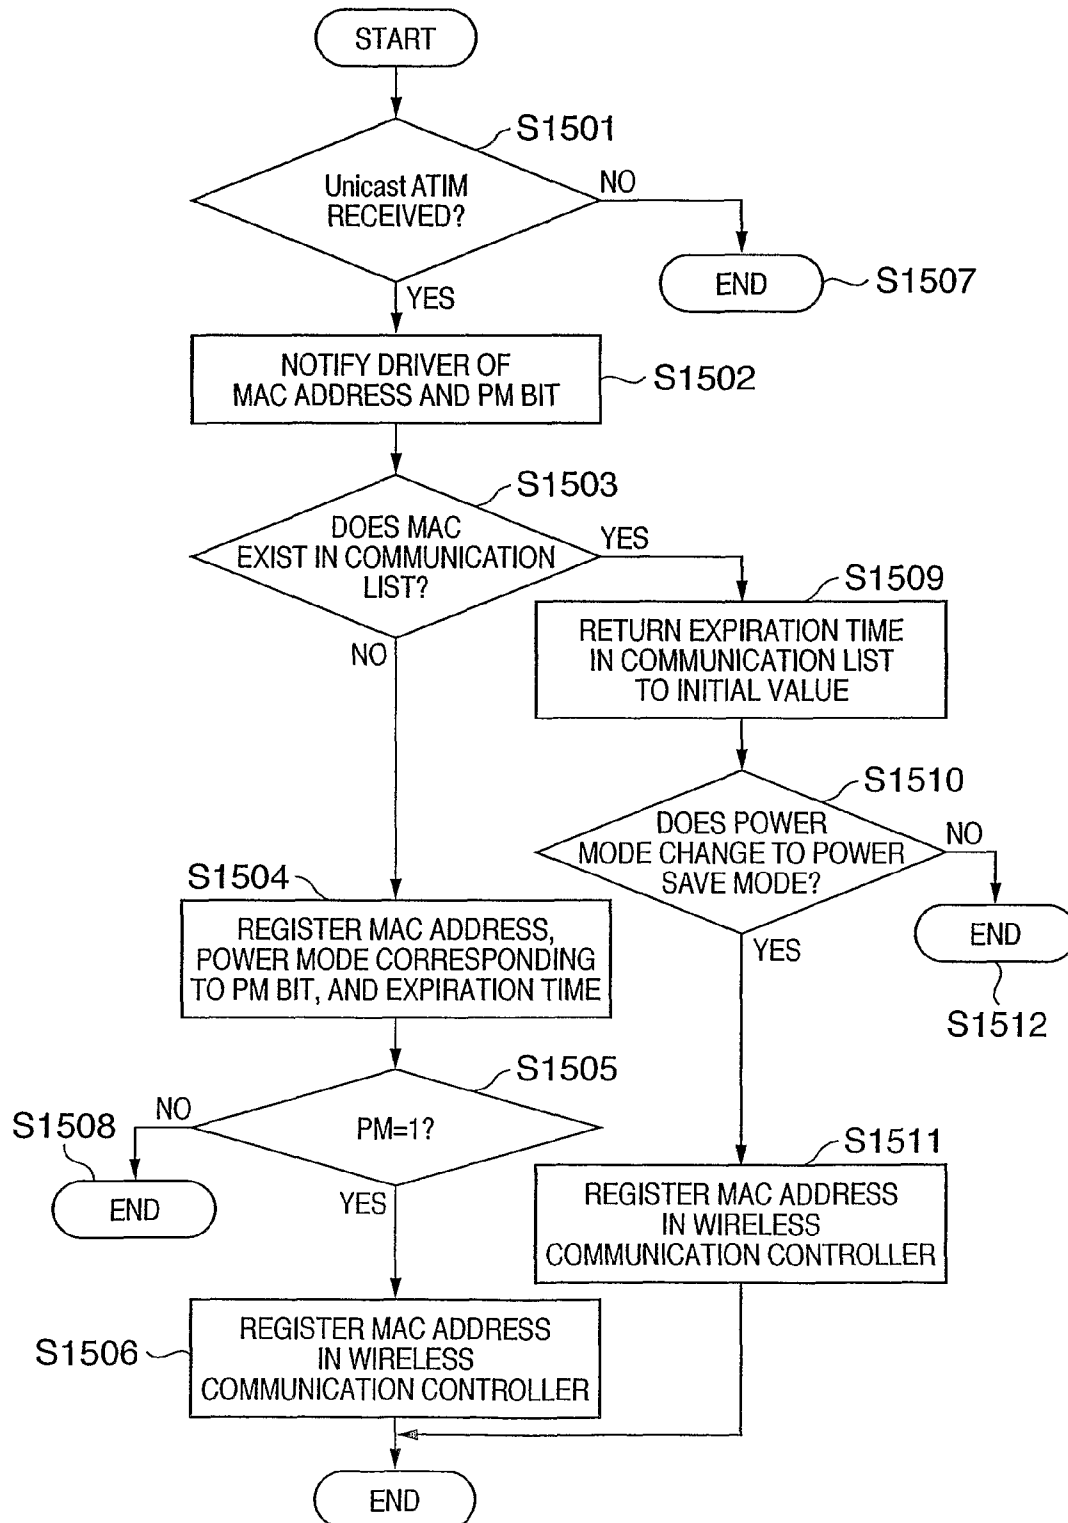 START
S1501
Unicast ATIM
RECEIVED?
NO
END
S1507
YES
NOTIFY DRIVER OF
MAC ADDRESS AND PM BIT
S1502
S1503
DOES MAC
EXIST IN COMMUNICATION
LIST?
YES
NO
S1509
RETURN EXPIRATION TIME
IN COMMUNICATION LIST
TO INITIAL VALUE
S1510
DOES POWER
MODE CHANGE TO POWER
SAVE MODE?
NO
END
S1512
YES
S1504
REGISTER MAC ADDRESS,
POWER MODE CORRESPONDING
TO PM BIT, AND EXPIRATION TIME
S1505
PM=1?
NO
S1508
END
YES
S1511
REGISTER MAC ADDRESS
IN WIRELESS
COMMUNICATION CONTROLLER
S1506
REGISTER MAC ADDRESS
IN WIRELESS
COMMUNICATION CONTROLLER
END